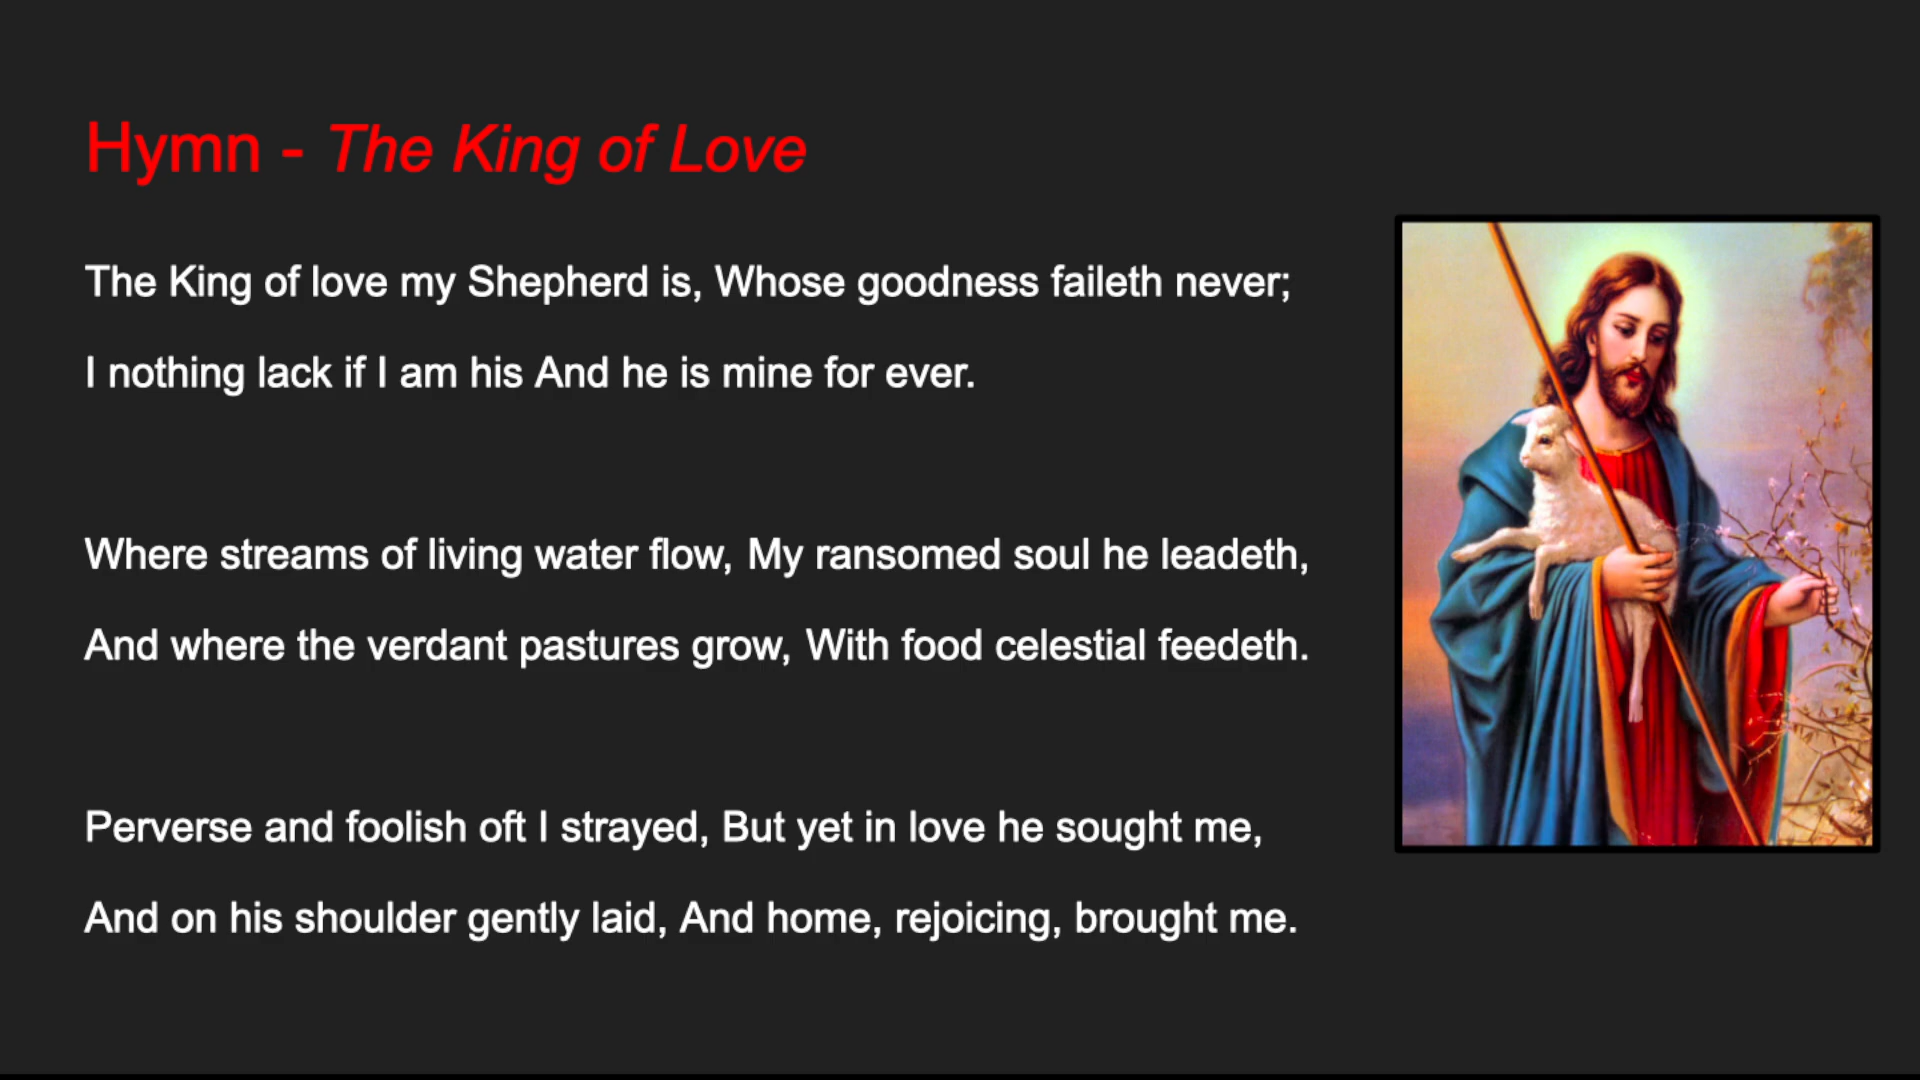 Hymn - The King of Love
The King of love my Shepherd is, Whose goodness faileth never;
I nothing lack if I am his And he is mine for ever.
Where streams of living water flow, My ransomed soul he leadeth,
And where the verdant pastures grow, With food celestial feedeth.
Perverse and foolish oft I strayed, But yet in love he sought me,
And on his shoulder gently laid, And home, rejoicing, brought me.